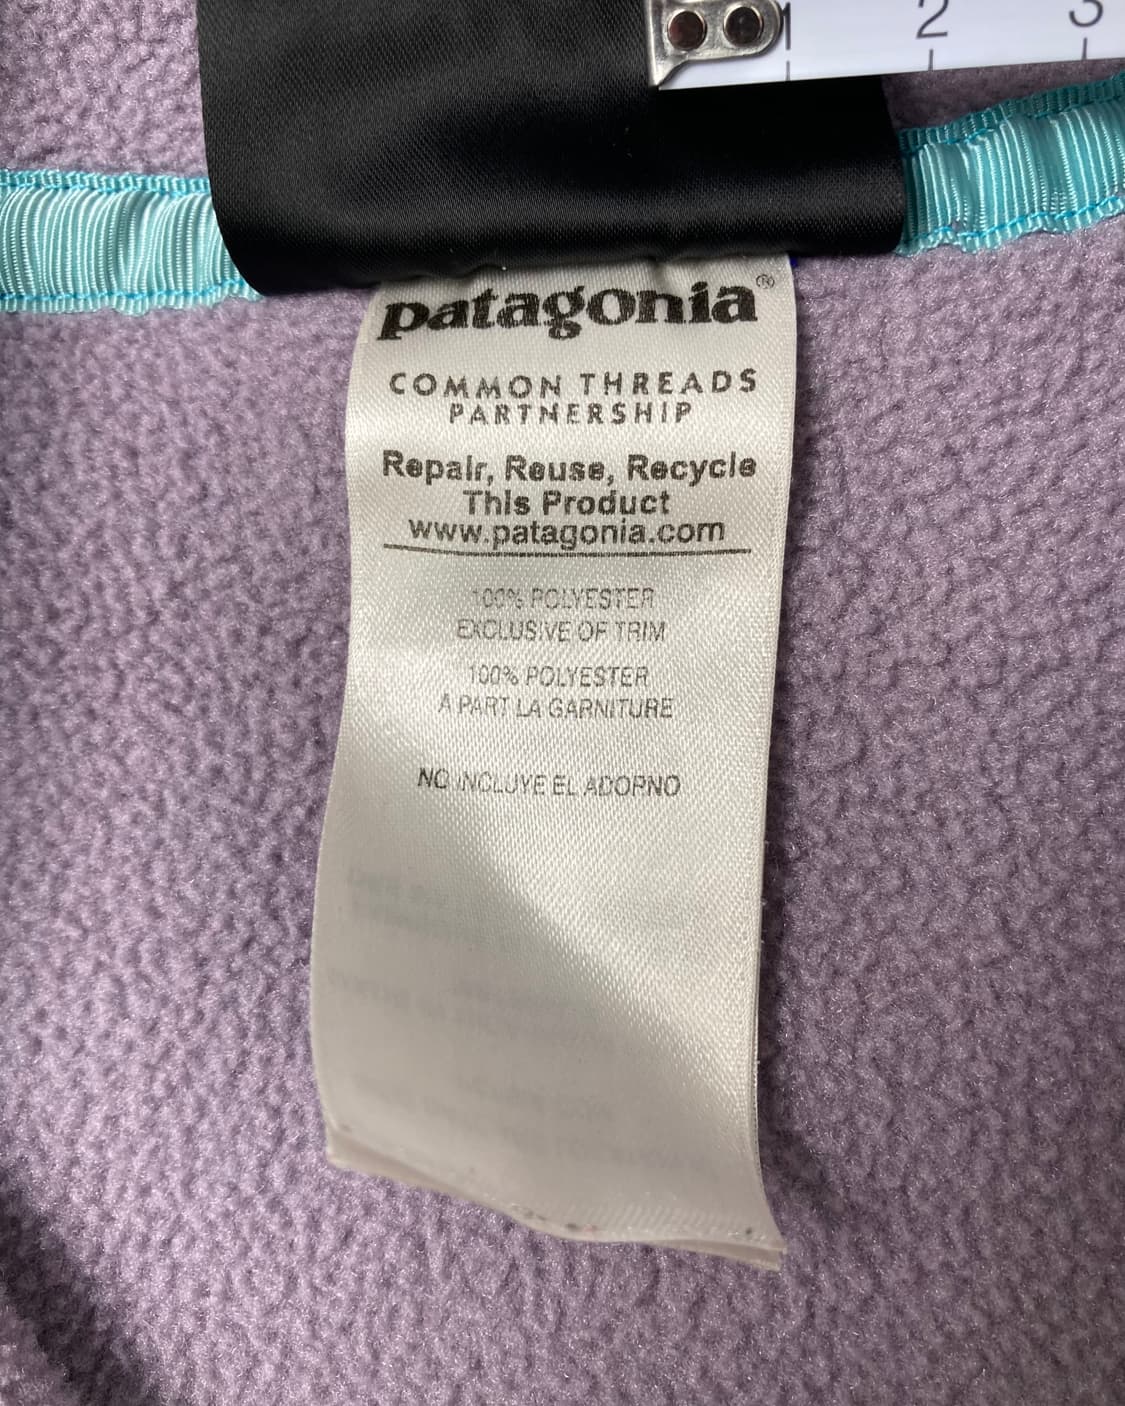 1 2 3
patagonia®
COMMON THREADS
PARTNERSHIP
Repair, Reuse, Recycle
This Product
www.patagonia.com
100% POLYESTER
EXCLUSIVE OF TRIM
100% POLYESTER
À PART LA GARNITURE
NO INCLUYE EL ADORNO